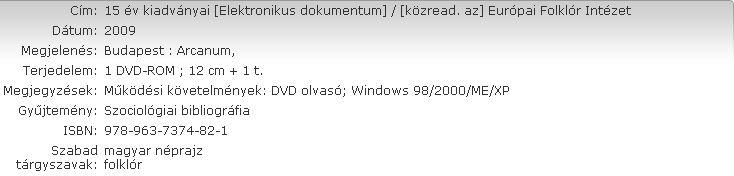 Cím: 15 év kiadványai [Elektronikus dokumentum] / [közread. az] Európai Folklór Intézet
Dátum: 2009
Megjelenés: Budapest : Arcanum,
Terjedelem: 1 DVD-ROM ; 12 cm + 1 t.
Megjegyzések: Működési követelmények: DVD olvasó; Windows 98/2000/ME/XP
Gyűjtemény: Szociológiai bibliográfia
ISBN: 978-963-7374-82-1
Szabad magyar néprajz
tárgyszavak: folklór